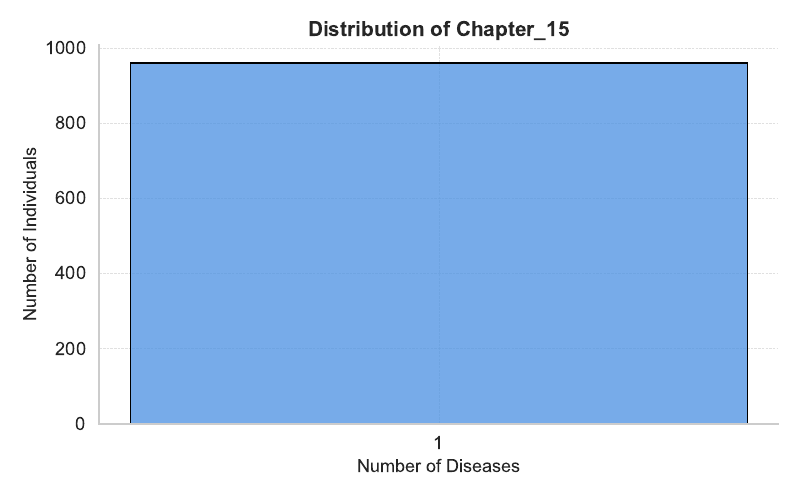 Distribution of Chapter_15
1000
800
600
400
200
0
Number of Individuals
1
Number of Diseases